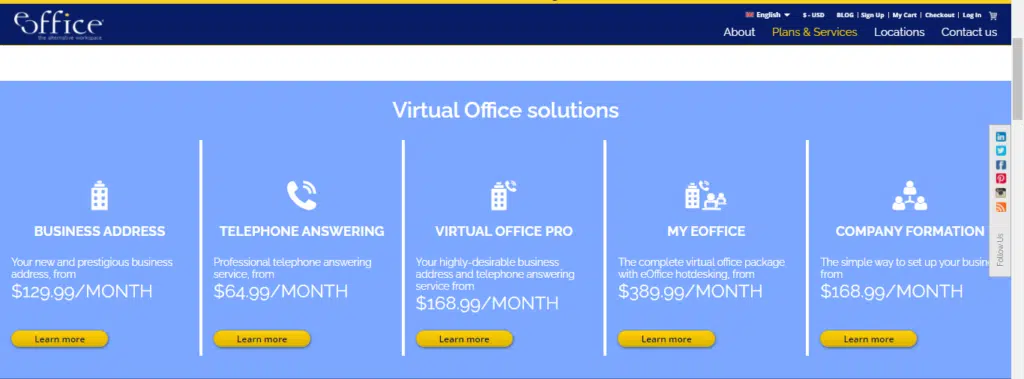 eoffice
the alternative workspace
English $ - USD BLOG | Sign Up | My Cart | Checkout | Log In
About Plans & Services Locations Contact us
Virtual Office solutions
BUSINESS ADDRESS
Your new and prestigious business
address, from
$129.99/MONTH
Learn more
TELEPHONE ANSWERING
Professional telephone answering
service, from
$64.99/MONTH
Learn more
VIRTUAL OFFICE PRO
Your highly-desirable business
address and telephone answering
service from
$168.99/MONTH
Learn more
MY EOFFICE
The complete virtual office package
with eOffice hotdesking, from
$389.99/MONTH
Learn more
COMPANY FORMATION
The simple way to set up your busin
from
$168.99/MONTH
Learn more
Follow Us